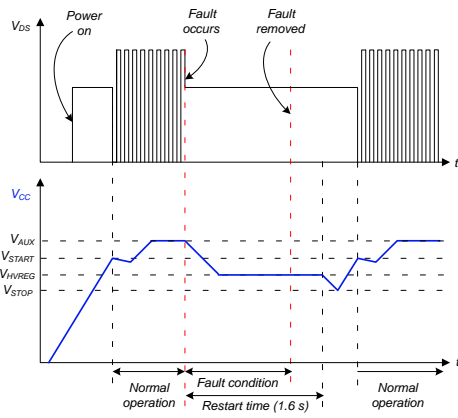 Power
on
Fault
occurs
Fault
removed
VDS
t
VCC
VAUX
VSTART
VHVREG
VSTOP
t
Normal
operation
Fault condition
Restart time (1.6 s)
Normal
operation